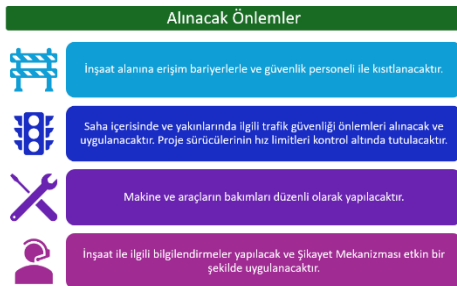 Alınacak Önlemler
İnşaat alanına erişim bariyerlerle ve güvenlik personeli ile kısıtlanacaktır.
Saha içerisinde ve yakınlarında ilgili trafik güvenliği önlemleri alınacak ve
uygulanacaktır. Proje sürücülerinin hız limitleri kontrol altında tutulacaktır.
Makine ve araçların bakımları düzenli olarak yapılacaktır.
İnşaat ile ilgili bilgilendirmeler yapılacak ve Şikayet Mekanizması etkin bir
şekilde uygulanacaktır.